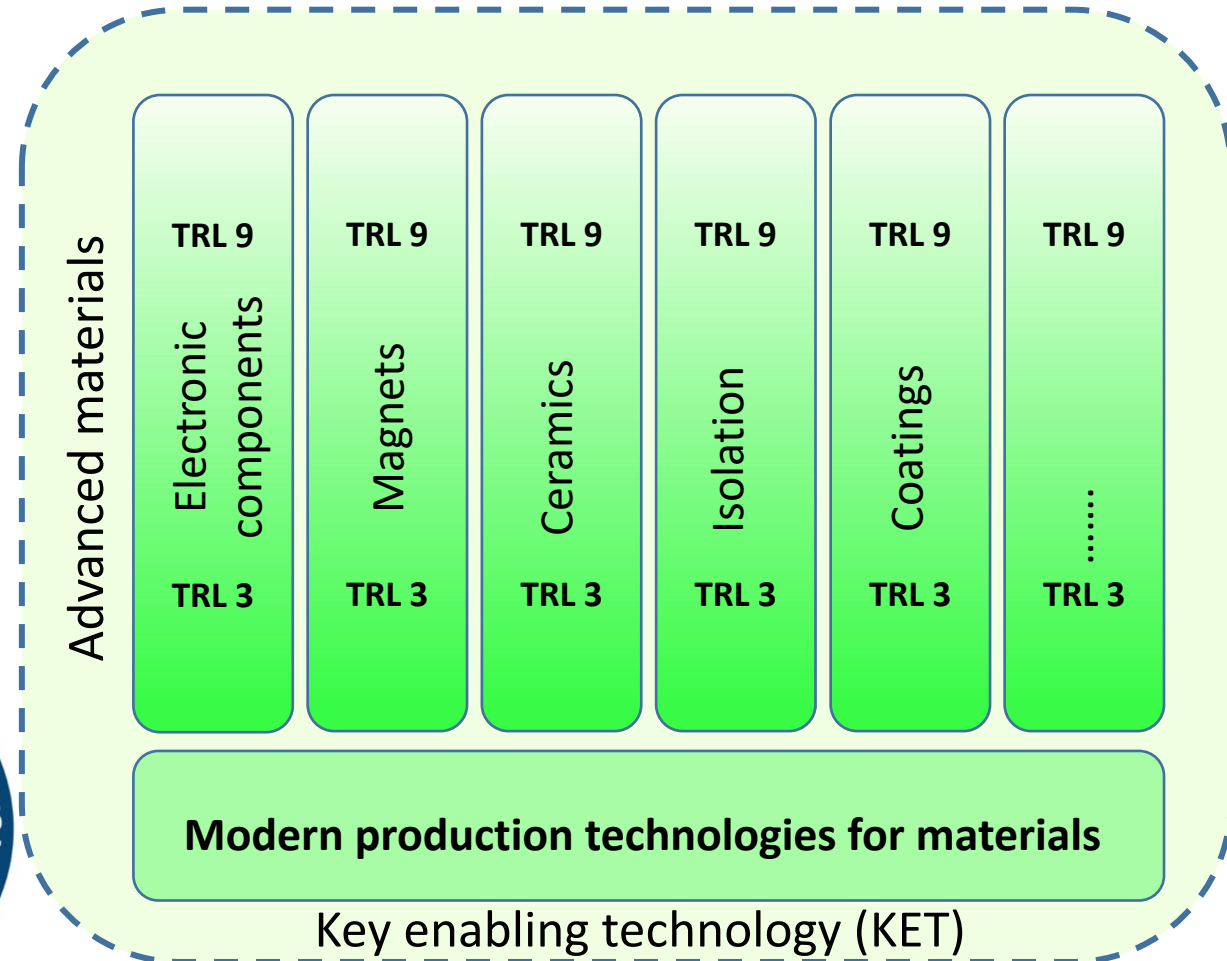 Advanced materials
TRL 9
Electronic
components
TRL 3
TRL 9
Magnets
TRL 3
TRL 9
Ceramics
TRL 3
TRL 9
Isolation
TRL 3
TRL 9
Coatings
TRL 3
TRL 9
.......
TRL 3
Modern production technologies for materials
Key enabling technology (KET)